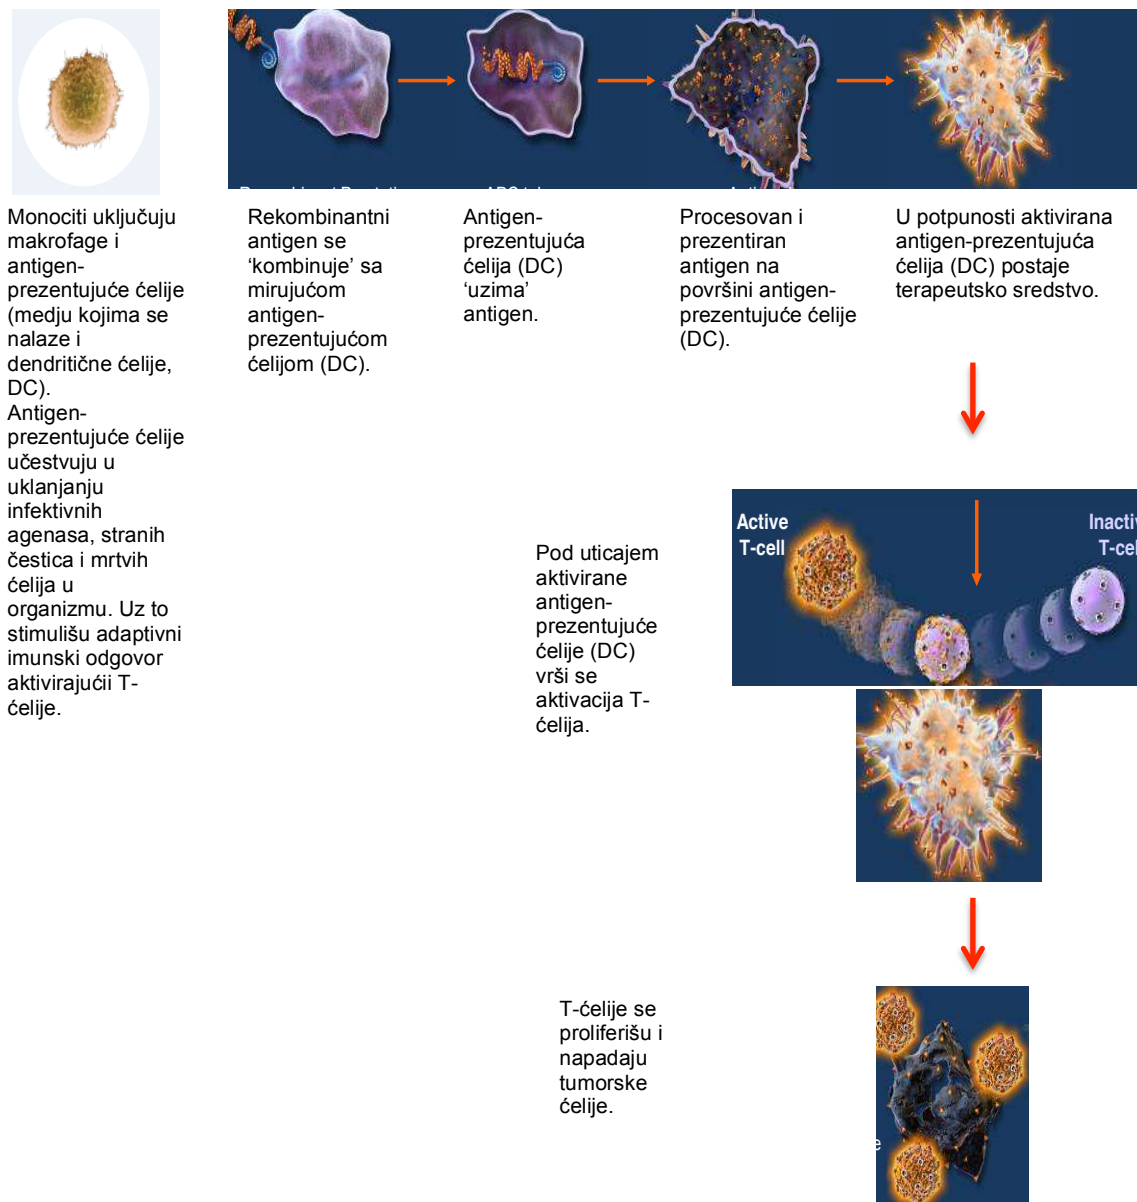 Monociti uključuju
makrofage i
antigen-
prezentujuće ćelije
(medju kojima se
nalaze i
dendritične ćelije,
DC).
Antigen-
prezentujuće ćelije
učestvuju u
uklanjanju
infektivnih
agenasa, stranih
čestica i mrtvih
ćelija u
organizmu. Uz to
stimulišu adaptivni
imunski odgovor
aktivirajućii T-
ćelije.
Rekombinantni
antigen se
‘kombinuje’ sa
mirujućom
antigen-
prezentujućom
ćelijom (DC).
Antigen-
prezentujuća
ćelija (DC)
‘uzima’
antigen.
Procesovan i
prezentiran
antigen na
površini antigen-
prezentujuće ćelije
(DC).
U potpunosti aktivirana
antigen-prezentujuća
ćelija (DC) postaje
terapeutsko sredstvo.
Pod uticajem
aktivirane
antigen-
prezentujuće
ćelije (DC)
vrši se
aktivacija T-
ćelija.
Active
T-cell
Inactiv
T-cel
T-ćelije se
proliferišu i
napadaju
tumorske
ćelije.
e